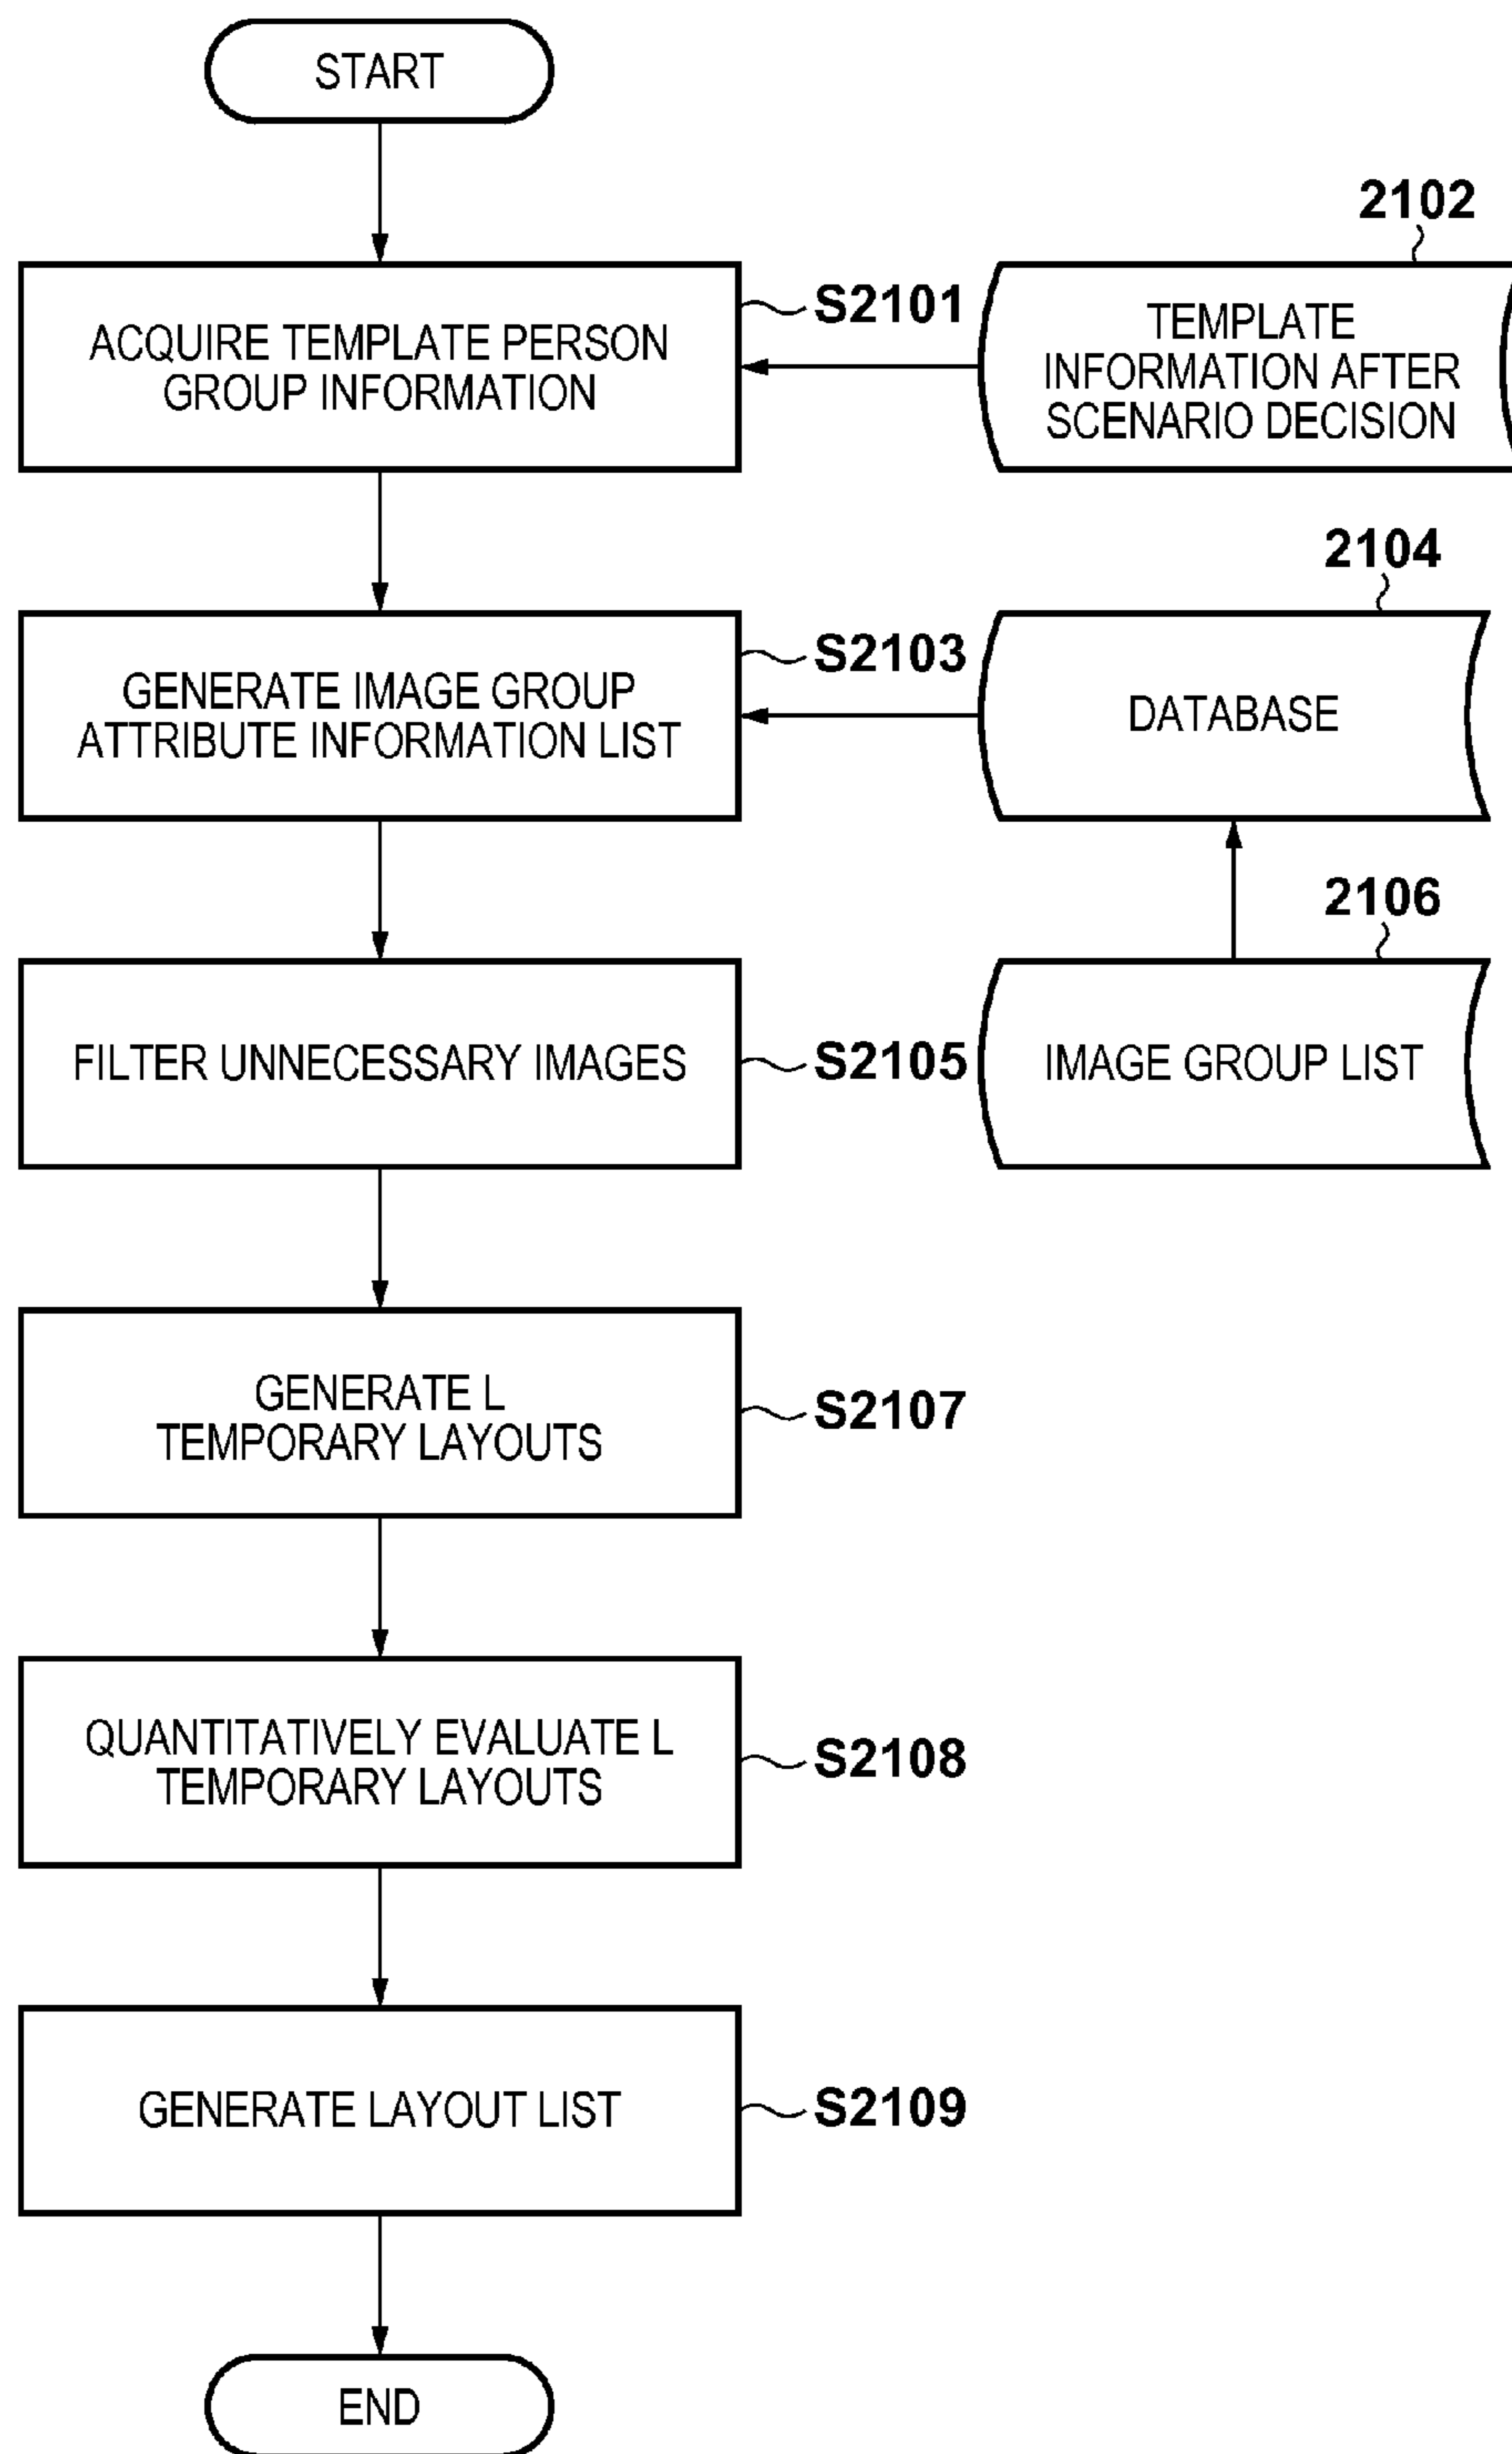 START
2102
ACQUIRE TEMPLATE PERSON
GROUP INFORMATION
S2101
TEMPLATE
INFORMATION AFTER
SCENARIO DECISION
2104
GENERATE IMAGE GROUP
ATTRIBUTE INFORMATION LIST
S2103
DATABASE
2106
FILTER UNNECESSARY IMAGES
S2105
IMAGE GROUP LIST
GENERATE L
TEMPORARY LAYOUTS
S2107
QUANTITATIVELY EVALUATE L
TEMPORARY LAYOUTS
S2108
GENERATE LAYOUT LIST
S2109
END